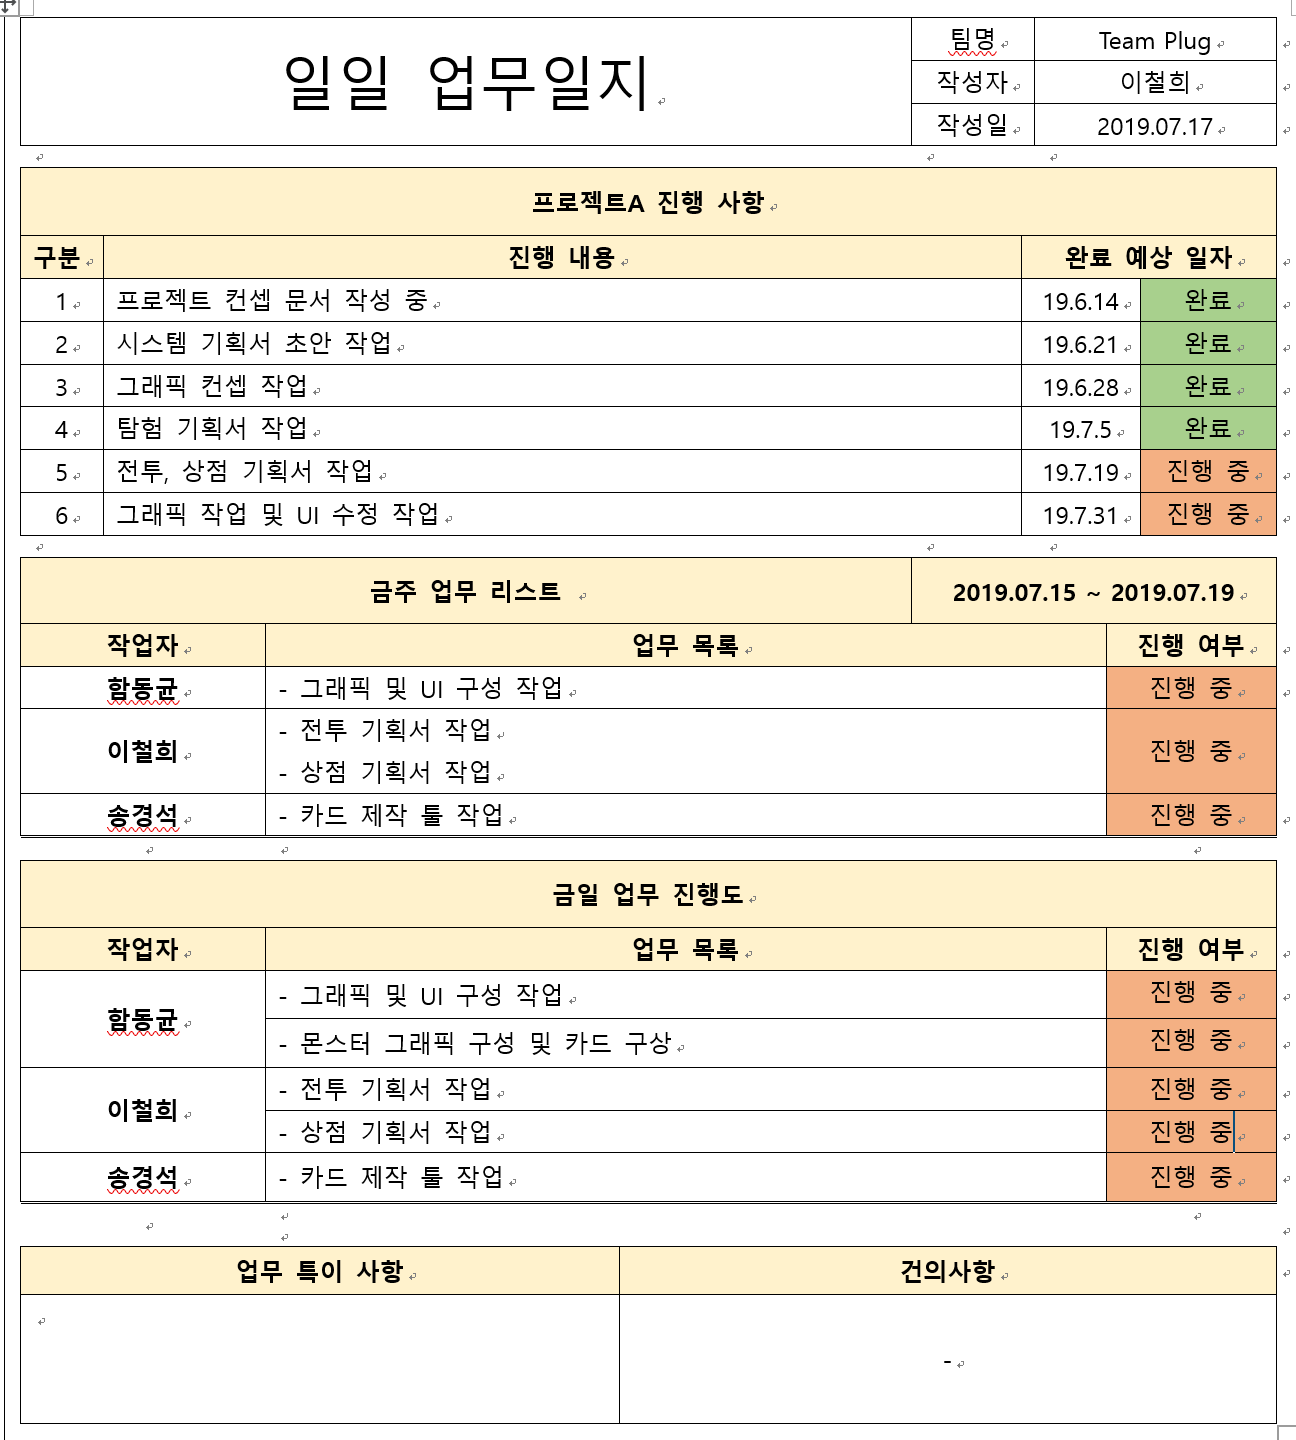 일일 업무일지
팀명 Team Plug
작성자 이철희
작성일 2019.07.17
프로젝트A 진행 사항
구분 진행 내용 완료 예상 일자
1 프로젝트 컨셉 문서 작성 중 19.6.14 완료
2 시스템 기획서 초안 작업 19.6.21 완료
3 그래픽 컨셉 작업 19.6.28 완료
4 탐험 기획서 작업 19.7.5 완료
5 전투, 상점 기획서 작업 19.7.19 진행 중
6 그래픽 작업 및 UI 수정 작업 19.7.31 진행 중
금주 업무 리스트 2019.07.15 ~ 2019.07.19
작업자 업무 목록 진행 여부
함동균 - 그래픽 및 UI 구성 작업 진행 중
이철희 - 전투 기획서 작업 진행 중
- 상점 기획서 작업
송경석 - 카드 제작 툴 작업 진행 중
금일 업무 진행도
작업자 업무 목록 진행 여부
함동균 - 그래픽 및 UI 구성 작업 진행 중
- 몬스터 그래픽 구성 및 카드 구상 진행 중
이철희 - 전투 기획서 작업 진행 중
- 상점 기획서 작업 진행 중
송경석 - 카드 제작 툴 작업 진행 중
업무 특이 사항 건의사항
-